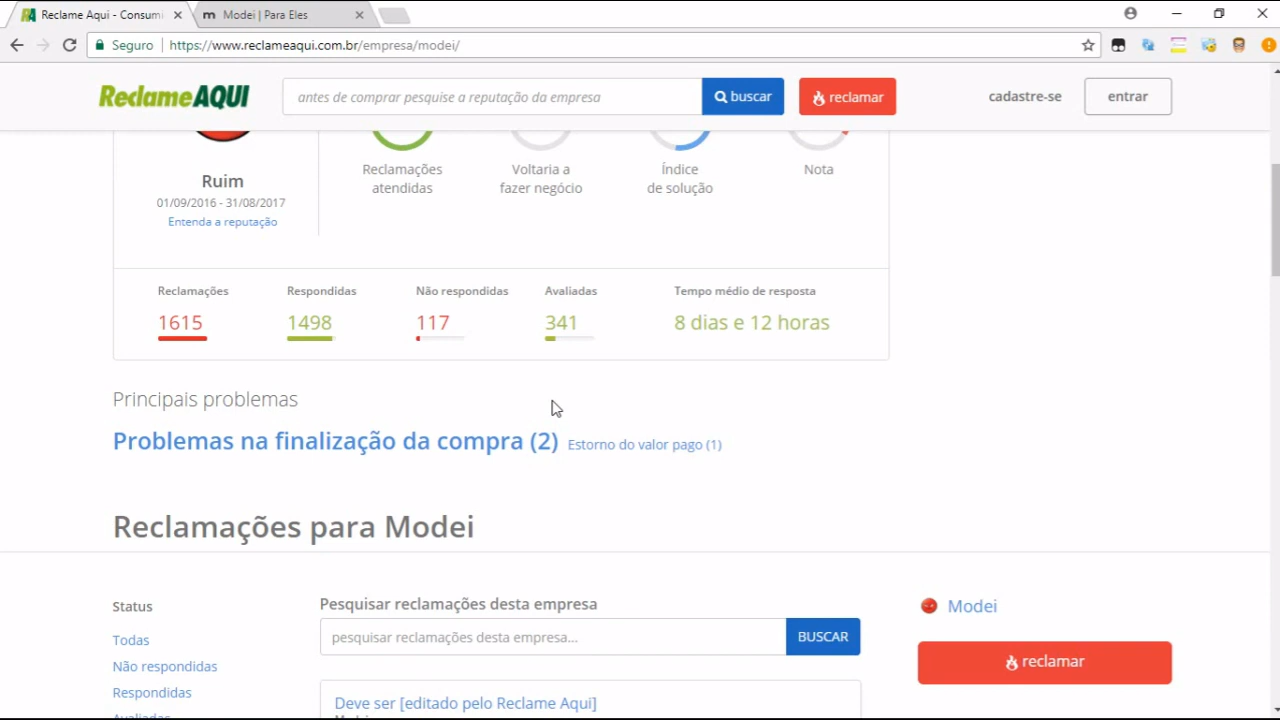 Reclame Aqui - Consumi
m Modei | Para Eles
Seguro https://www.reclameaqui.com.br/empresa/modei/
ReclameAQUI
antes de comprar pesquise a reputação da empresa
buscar
reclamar
cadastre-se
entrar
Ruim
01/09/2016 - 31/08/2017
Entenda a reputação
Reclamações
atendidas
Voltaria a
fazer negócio
Índice
de solução
Nota
Reclamações
1615
Respondidas
1498
Não respondidas
117
Avaliadas
341
Tempo médio de resposta
8 dias e 12 horas
Principais problemas
Problemas na finalização da compra (2) Estorno do valor pago (1)
Reclamações para Modei
Status
Todas
Não respondidas
Respondidas
Avaliadas
Pesquisar reclamações desta empresa
pesquisar reclamações desta empresa...
BUSCAR
Deve ser [editado pelo Reclame Aqui]
Modei
reclamar